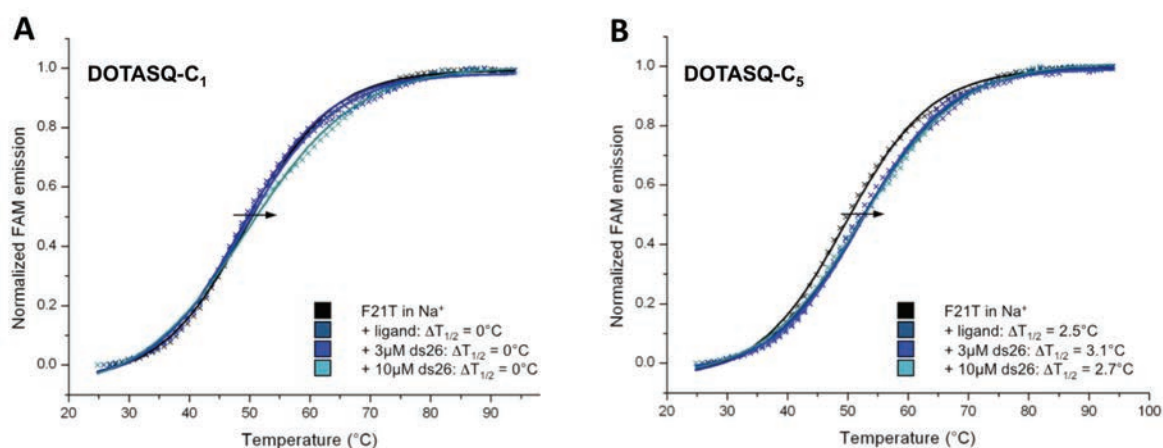 A
DOTASQ-C₁
Normalized FAM emission
1.0
0.8
0.6
0.4
0.2
0.0
F21T in Na⁺
+ ligand: ΔT₁/₂ = 0°C
+ 3µM ds26: ΔT₁/₂ = 0°C
+ 10µM ds26: ΔT₁/₂ = 0°C
20 30 40 50 60 70 80 90
Temperature (°C)
B
DOTASQ-C₅
Normalized FAM emission
1.0
0.8
0.6
0.4
0.2
0.0
F21T in Na⁺
+ ligand: ΔT₁/₂ = 2.5°C
+ 3µM ds26: ΔT₁/₂ = 3.1°C
+ 10µM ds26: ΔT₁/₂ = 2.7°C
20 30 40 50 60 70 80 90 100
Temperature (°C)